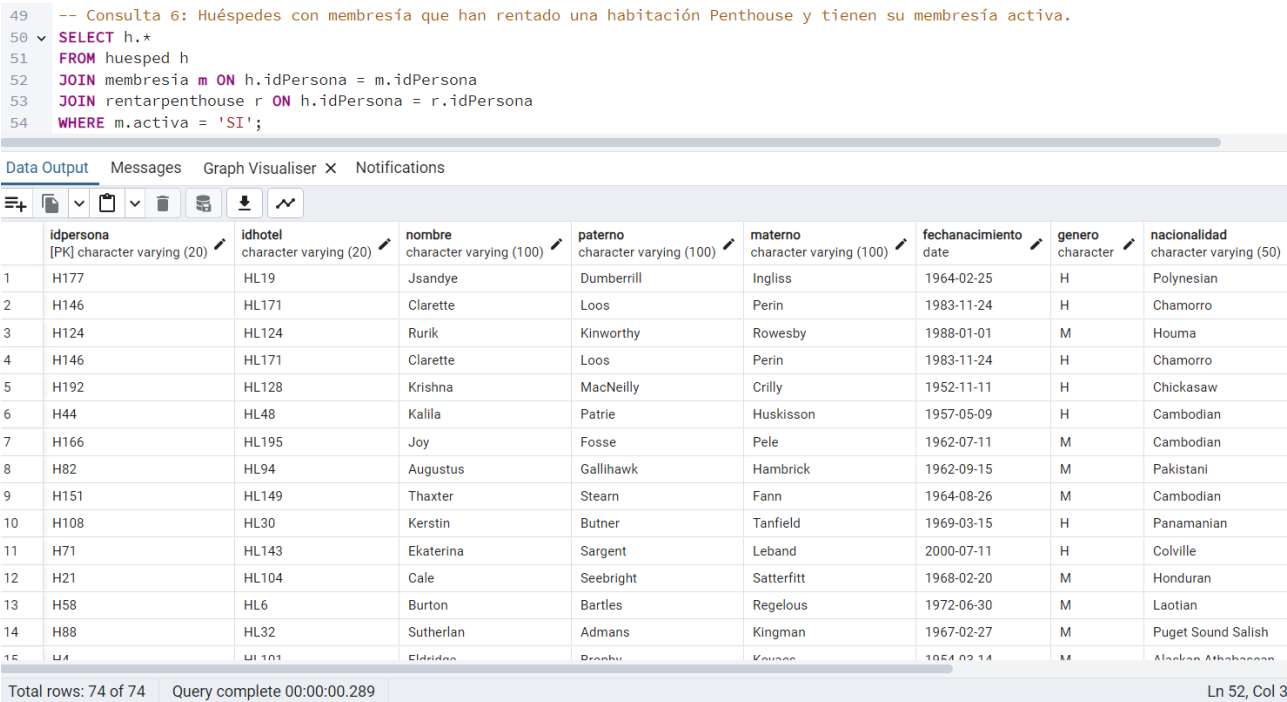 49 -- Consulta 6: Huéspedes con membresía que han rentado una habitación Penthouse y tienen su membresía activa.
50 SELECT h.*
51 FROM huesped h
52 JOIN membresia m ON h.idPersona = m.idPersona
53 JOIN rentarpenthouse r ON h.idPersona = r.idPersona
54 WHERE m.activa = 'SI';
Data Output Messages Graph Visualiser X Notifications
idpersona idhotel nombre paterno materno fechanacimiento genero nacionalidad
[PK] character varying (20) character varying (20) character varying (100) character varying (100) character varying (100) date character character varying (50)
1 H177 HL19 Jsandye Dumberrill Ingliss 1964-02-25 H Polynesian
2 H146 HL171 Clarette Loos Perin 1983-11-24 H Chamorro
3 H124 HL124 Rurik Kinworthy Rowesby 1988-01-01 M Houma
4 H146 HL171 Clarette Loos Perin 1983-11-24 H Chamorro
5 H192 HL128 Krishna MacNeilly Crilly 1952-11-11 H Chickasaw
6 H44 HL48 Kalila Patrie Huskisson 1957-05-09 H Cambodian
7 H166 HL195 Joy Fosse Pele 1962-07-11 M Cambodian
8 H82 HL94 Augustus Gallihawk Hambrick 1962-09-15 M Pakistani
9 H151 HL149 Thaxter Stearn Fann 1964-08-26 M Cambodian
10 H108 HL30 Kerstin Butner Tanfield 1969-03-15 H Panamanian
11 H71 HL143 Ekaterina Sargent Leband 2000-07-11 H Colville
12 H21 HL104 Cale Seebright Satterfitt 1968-02-20 M Honduran
13 H58 HL6 Burton Bartles Regelous 1972-06-30 M Laotian
14 H88 HL32 Sutherlan Admans Kingman 1967-02-27 M Puget Sound Salish
15 H4 HL101 Eldridge Brophy Kovacs 1954-03-14 M Alaskan Athabascan
Total rows: 74 of 74 Query complete 00:00:00.289 Ln 52, Col 3